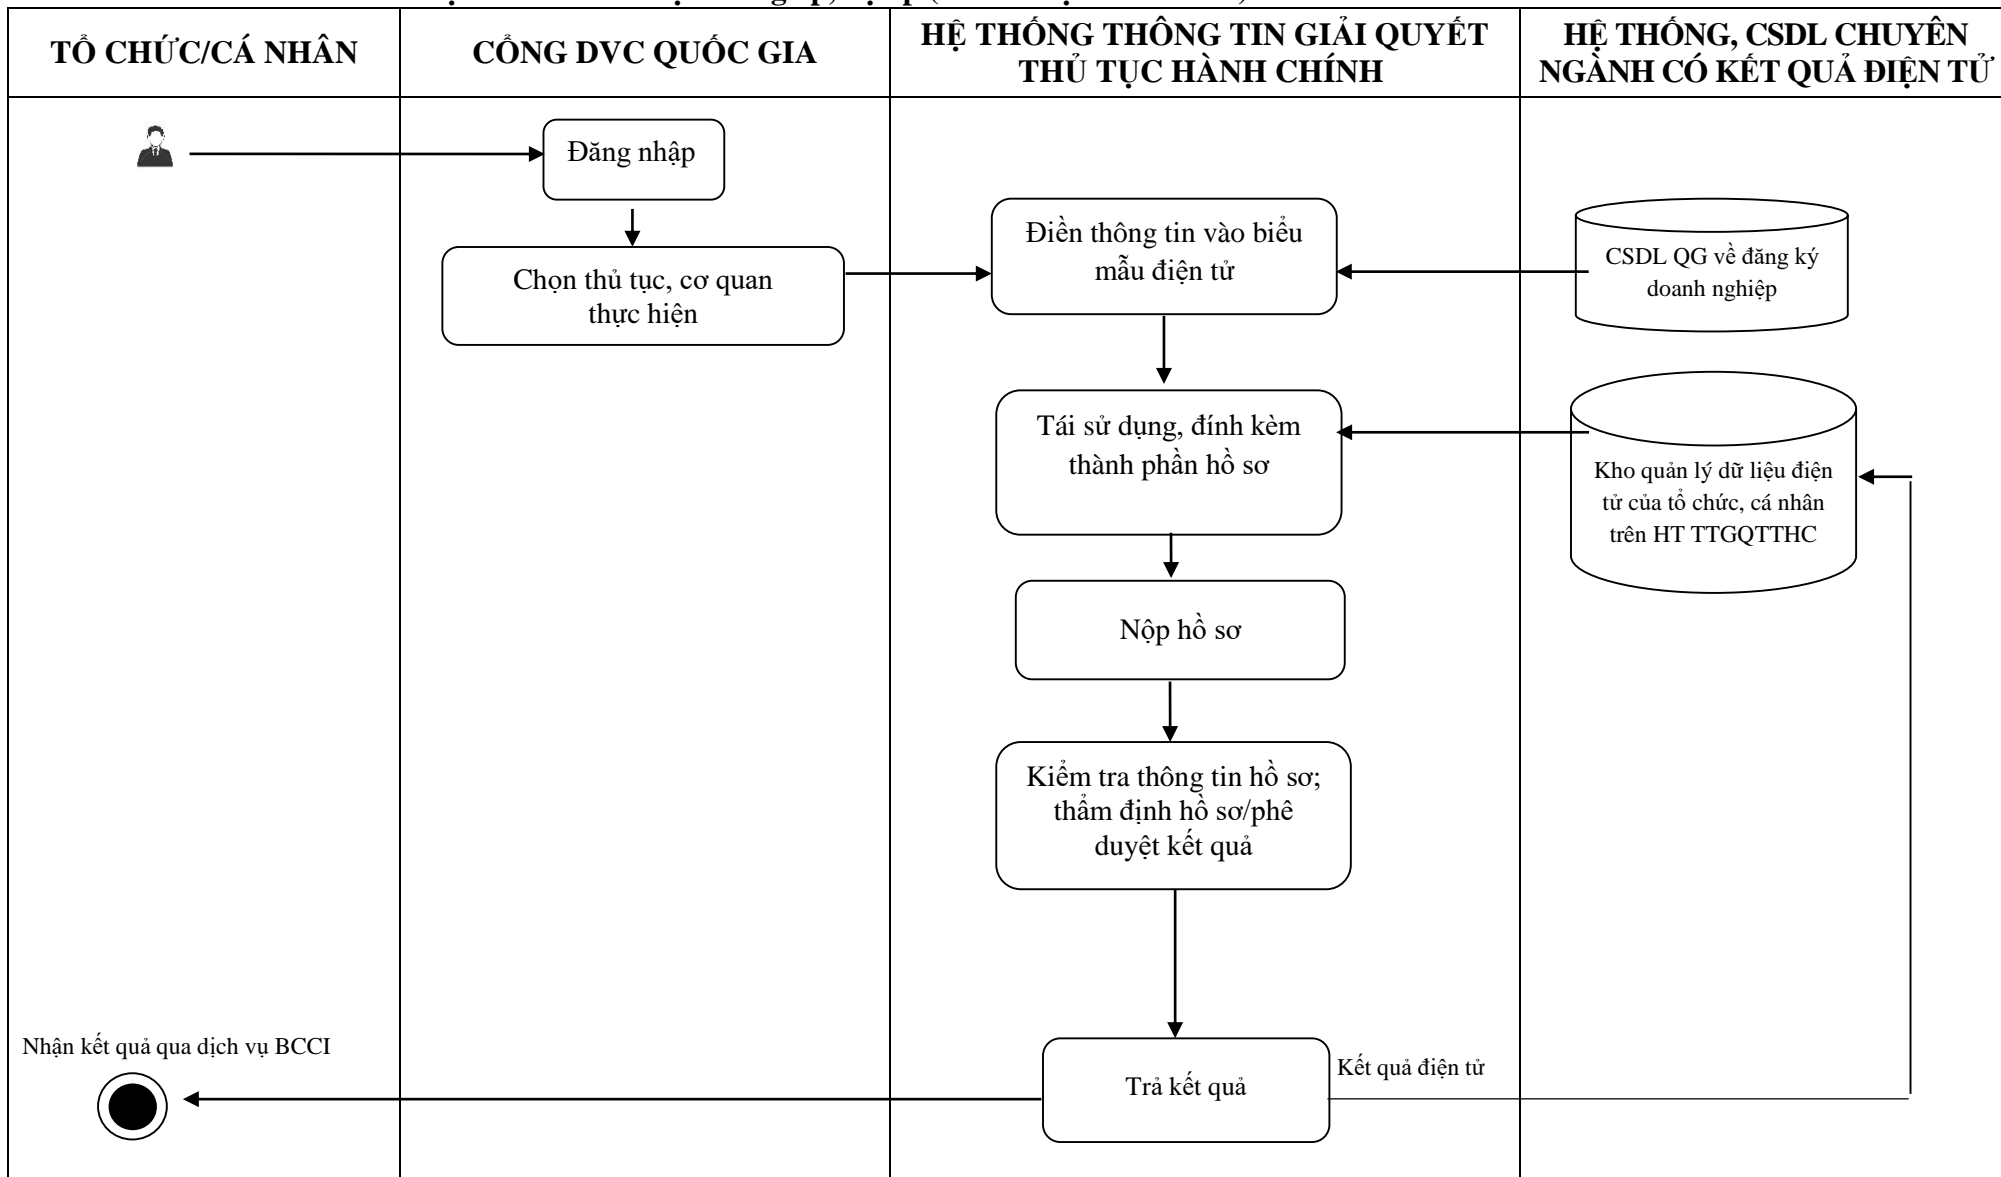 TỔ CHỨC/CÁ NHÂN
CỔNG DVC QUỐC GIA
HỆ THỐNG THÔNG TIN GIẢI QUYẾT
THỦ TỤC HÀNH CHÍNH
HỆ THỐNG, CSDL CHUYÊN
NGÀNH CÓ KẾT QUẢ ĐIỆN TỬ
Đăng nhập
Chọn thủ tục, cơ quan
thực hiện
Điền thông tin vào biểu
mẫu điện tử
CSDL QG về đăng ký
doanh nghiệp
Tái sử dụng, đính kèm
thành phần hồ sơ
Kho quản lý dữ liệu điện
tử của tổ chức, cá nhân
trên HT TTGQTTHC
Nộp hồ sơ
Kiểm tra thông tin hồ sơ;
thẩm định hồ sơ/phê
duyệt kết quả
Nhận kết quả qua dịch vụ BCCI
Trả kết quả
Kết quả điện tử